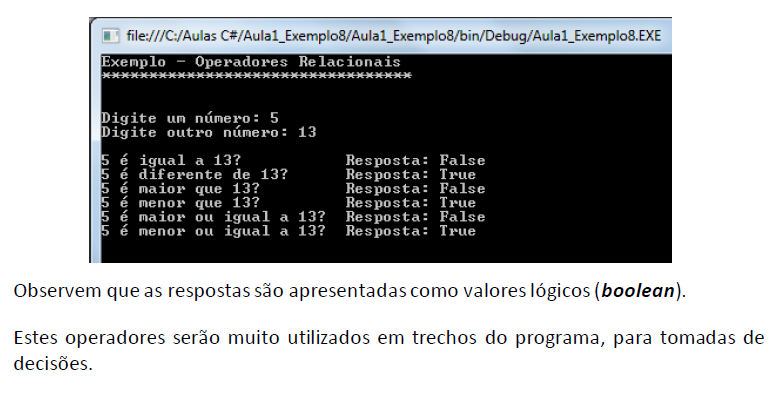 file:///C:/Aulas C#/Aula1_Exemplo8/Aula1_Exemplo8/bin/Debug/Aula1_Exemplo8.EXE
Exemplo - Operadores Relacionais
*********************************
Digite um número: 5
Digite outro número: 13
5 é igual a 13? Resposta: False
5 é diferente de 13? Resposta: True
5 é maior que 13? Resposta: False
5 é menor que 13? Resposta: True
5 é maior ou igual a 13? Resposta: False
5 é menor ou igual a 13? Resposta: True
Observem que as respostas são apresentadas como valores lógicos (boolean).
Estes operadores serão muito utilizados em trechos do programa, para tomadas de
decisões.